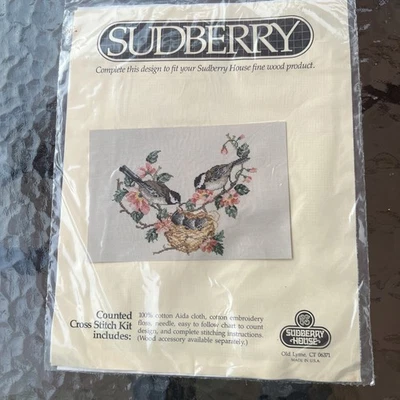 SUDBERRY
Complete this design to fit your Sudberry House fine wood product.
Counted
Cross Stitch Kit
includes:
100% cotton Aida cloth, cotton embroidery
floss, needle, easy to follow chart to count
design, and complete stitching instructions.
(Wood accessory available separately.)
SUDBERRY
HOUSE
Old Lyme, CT 06371
MADE IN U.S.A.